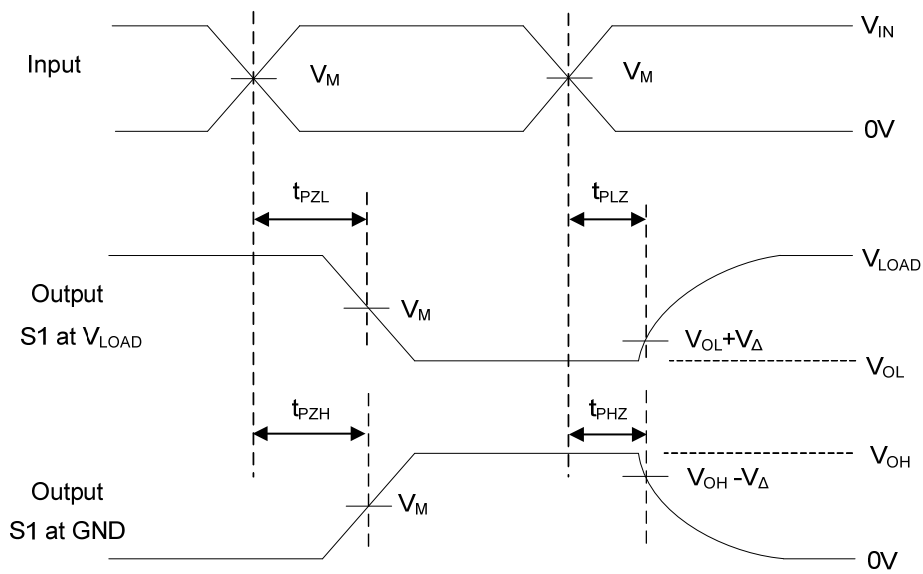 V_IN
Input
V_M
V_M
0V
t_PZL
t_PLZ
V_LOAD
Output
S1 at V_LOAD
V_M
V_OL+V_Δ
V_OL
t_PZH
t_PHZ
V_OH
V_OH -V_Δ
Output
S1 at GND
V_M
0V